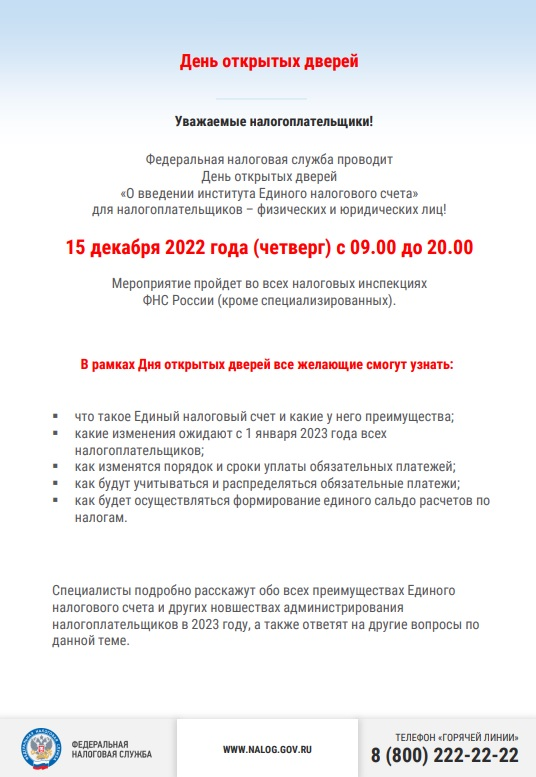 День открытых дверей
Уважаемые налогоплательщики!
Федеральная налоговая служба проводит
День открытых дверей
«О введении института Единого налогового счета»
для налогоплательщиков – физических и юридических лиц!
15 декабря 2022 года (четверг) с 09.00 до 20.00
Мероприятие пройдет во всех налоговых инспекциях
ФНС России (кроме специализированных).
В рамках Дня открытых дверей все желающие смогут узнать:
▪ что такое Единый налоговый счет и какие у него преимущества;
▪ какие изменения ожидают с 1 января 2023 года всех
налогоплательщиков;
▪ как изменятся порядок и сроки уплаты обязательных платежей;
▪ как будут учитываться и распределяться обязательные платежи;
▪ как будет осуществляться формирование единого сальдо расчетов по
налогам.
Специалисты подробно расскажут обо всех преимуществах Единого
налогового счета и других новшествах администрирования
налогоплательщиков в 2023 году, а также ответят на другие вопросы по
данной теме.
ФЕДЕРАЛЬНАЯ
НАЛОГОВАЯ СЛУЖБА
WWW.NALOG.GOV.RU
ТЕЛЕФОН «ГОРЯЧЕЙ ЛИНИИ»
8 (800) 222-22-22